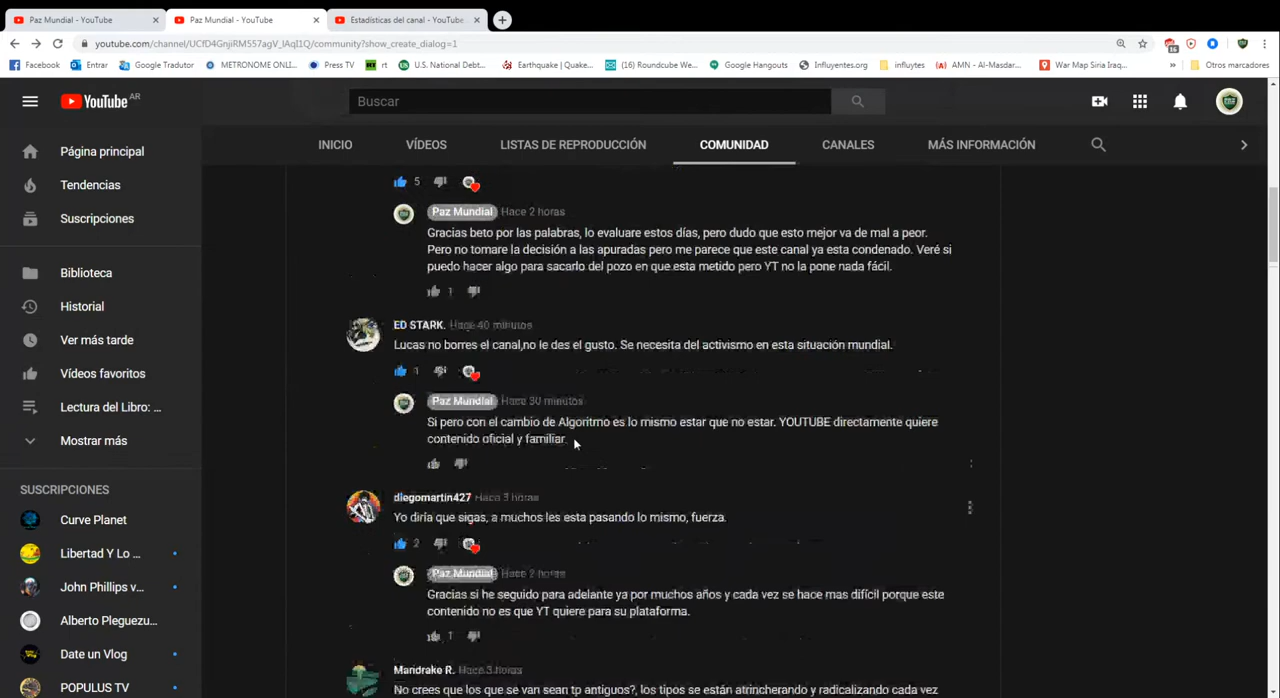 Paz Mundial - YouTube
Paz Mundial - YouTube
Estadísticas del canal - YouTube
youtube.com/channel/UCfD4GnjiRM557agV_lAqI1Q/community?show_create_dialog=1
Facebook
Entrar
Google Tradutor
METRONOME ONLI...
Press TV
rt
U.S. National Debt...
Earthquake | Quake...
(16) Roundcube We...
Google Hangouts
Influyentes.org
influytes
AMN - Al-Masdar...
War Map Siria Iraq...
»
Otros marcadores
YouTube AR
Buscar
INICIO
VÍDEOS
LISTAS DE REPRODUCCIÓN
COMUNIDAD
CANALES
MÁS INFORMACIÓN
Página principal
Tendencias
Suscripciones
Biblioteca
Historial
Ver más tarde
Vídeos favoritos
Lectura del Libro: ...
Mostrar más
SUSCRIPCIONES
Curve Planet
Libertad Y Lo ...
John Phillips v...
Alberto Pleguezu...
Date un Vlog
POPULUS TV
5
Paz Mundial Hace 2 horas
Gracias beto por las palabras, lo evaluare estos días, pero dudo que esto mejor va de mal a peor.
Pero no tomare la decisión a las apuradas pero me parece que este canal ya esta condenado. Veré si
puedo hacer algo para sacarlo del pozo en que esta metido pero YT no la pone nada fácil.
1
ED STARK. Hace 40 minutos
Lucas no borres el canal,no le des el gusto. Se necesita del activismo en esta situación mundial.
1
Paz Mundial Hace 30 minutos
Si pero con el cambio de Algoritmo es lo mismo estar que no estar. YOUTUBE directamente quiere
contenido oficial y familiar.
diegomartin427 Hace 3 horas
Yo diría que sigas, a muchos les esta pasando lo mismo, fuerza.
2
Paz Mundial Hace 2 horas
Gracias si he seguido para adelante ya por muchos años y cada vez se hace mas difícil porque este
contenido no es que YT quiere para su plataforma.
1
Mandrake R. Hace 3 horas
No crees que los que se van sean tp antiguos?, los tipos se están atrincherando y radicalizando cada vez